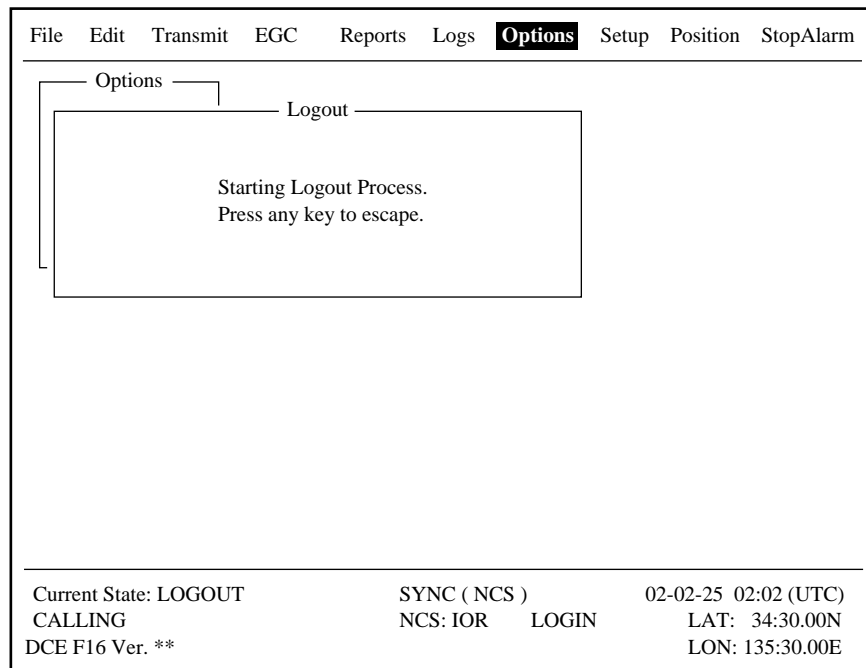 File Edit Transmit EGC Reports Logs Options Setup Position StopAlarm
Options
Logout
Starting Logout Process.
Press any key to escape.
Current State: LOGOUT SYNC ( NCS ) 02-02-25 02:02 (UTC)
CALLING NCS: IOR LOGIN LAT: 34:30.00N
DCE F16 Ver. ** LON: 135:30.00E